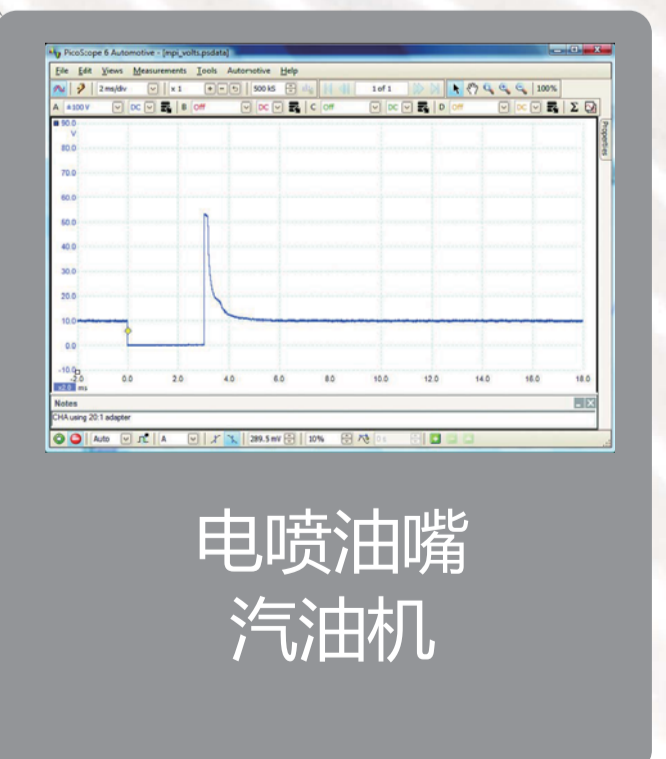 PicoScope 6 Automotive - [mpi_volts.psdata]
File Edit Views Measurements Tools Automotive Help
2 ms/div x 1 500 kS 1 of 1 100%
A ±100 V DC B Off DC C Off DC D Off DC Σ
90.0
V
80.0
70.0
60.0
50.0
40.0
30.0
20.0
10.0
0.0
-10.0
-2.0 0.0 2.0 4.0 6.0 8.0 10.0 12.0 14.0 16.0 18.0
x2.0 ms
Properties
Notes
CHA using 20:1 adapter
Auto A 289.5 mV 10% 0 s
电喷油嘴
汽油机